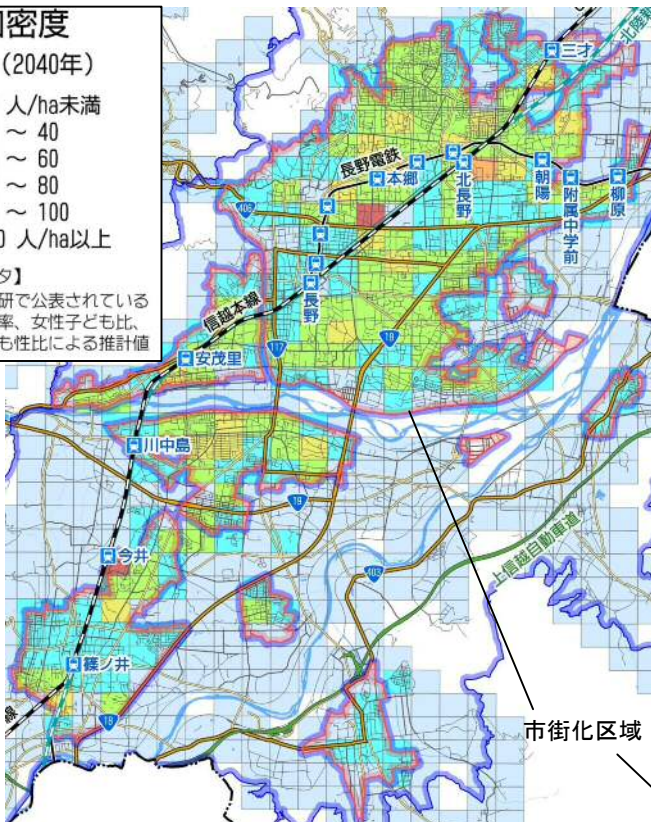 口密度
（2040年）
人/ha未満
～ 40
～ 60
～ 80
～ 100
人/ha以上
タ】
研で公表されている
率、女性子ども比、
も性比による推計値
三才
長野電鉄
本郷
北長野
朝陽
附属中学前
柳原
406
長野
信越本線
117
18
安茂里
川中島
19
上信越自動車道
今井
403
篠ノ井
18
線
市街化区域